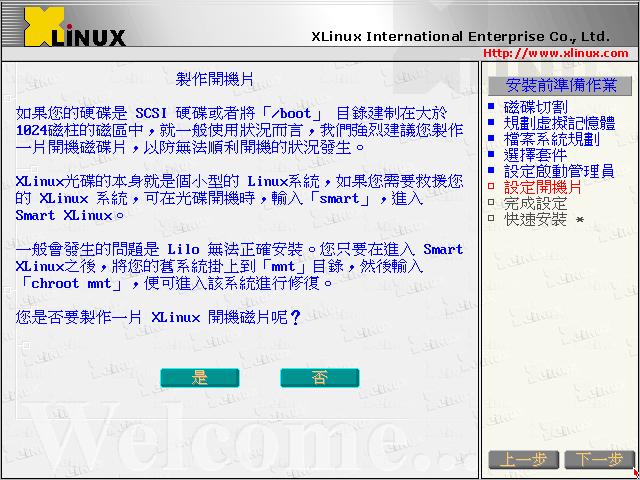 XLiNUX
XLinux International Enterprise Co., Ltd.
Http://www.xlinux.com
製作開機片
如果您的硬碟是 SCSI 硬碟或者將「/boot」 目錄建制在大於
1024磁柱的磁區中，就一般使用狀況而言，我們強烈建議您製作
一片開機磁碟片，以防無法順利開機的狀況發生。
XLinux光碟的本身就是個小型的 Linux系統，如果您需要救援您
的 XLinux 系統，可在光碟開機時，輸入「smart」，進入
Smart XLinux。
一般會發生的問題是 Lilo 無法正確安裝。您只要在進入 Smart
XLinux之後，將您的舊系統掛上到「mnt」目錄，然後輸入
「chroot mnt」，便可進入該系統進行修復。
您是否要製作一片 XLinux 開機磁片呢？
是
否
安裝前準備作業
磁碟切割
規劃虛擬記憶體
檔案系統規劃
選擇套件
設定啟動管理員
設定開機片
完成設定
快速安裝 *
Welcome...
上一步
下一步